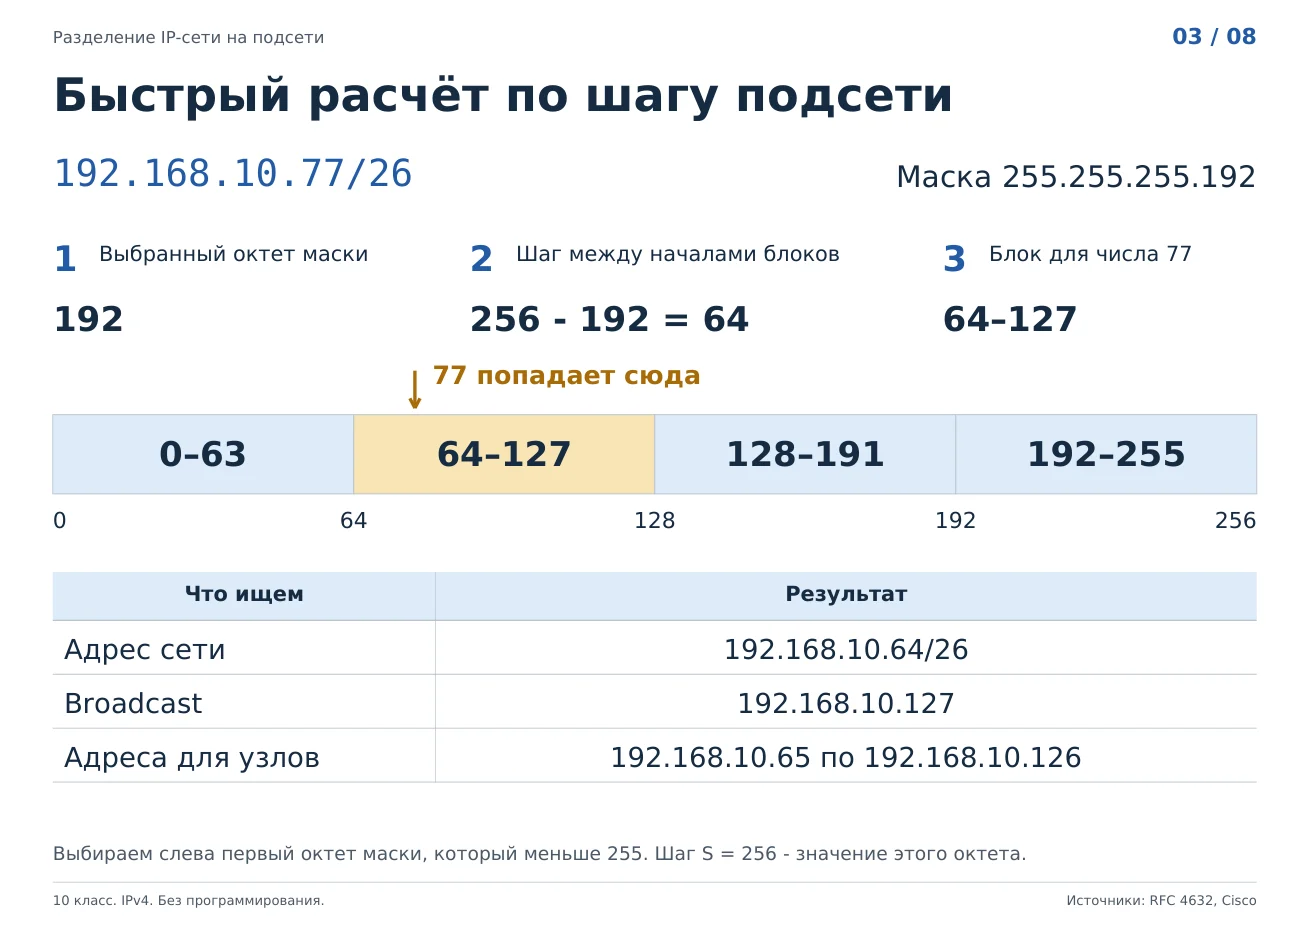 Разделение IP-сети на подсети
03 / 08
Быстрый расчёт по шагу подсети
192.168.10.77/26
Маска 255.255.255.192
1 Выбранный октет маски
192
2 Шаг между началами блоков
256 - 192 = 64
3 Блок для числа 77
64–127
77 попадает сюда
0–63 64–127 128–191 192–255
0 64 128 192 256
Что ищем Результат
Адрес сети 192.168.10.64/26
Broadcast 192.168.10.127
Адреса для узлов 192.168.10.65 по 192.168.10.126
Выбираем слева первый октет маски, который меньше 255. Шаг S = 256 - значение этого октета.
10 класс. IPv4. Без программирования.
Источники: RFC 4632, Cisco